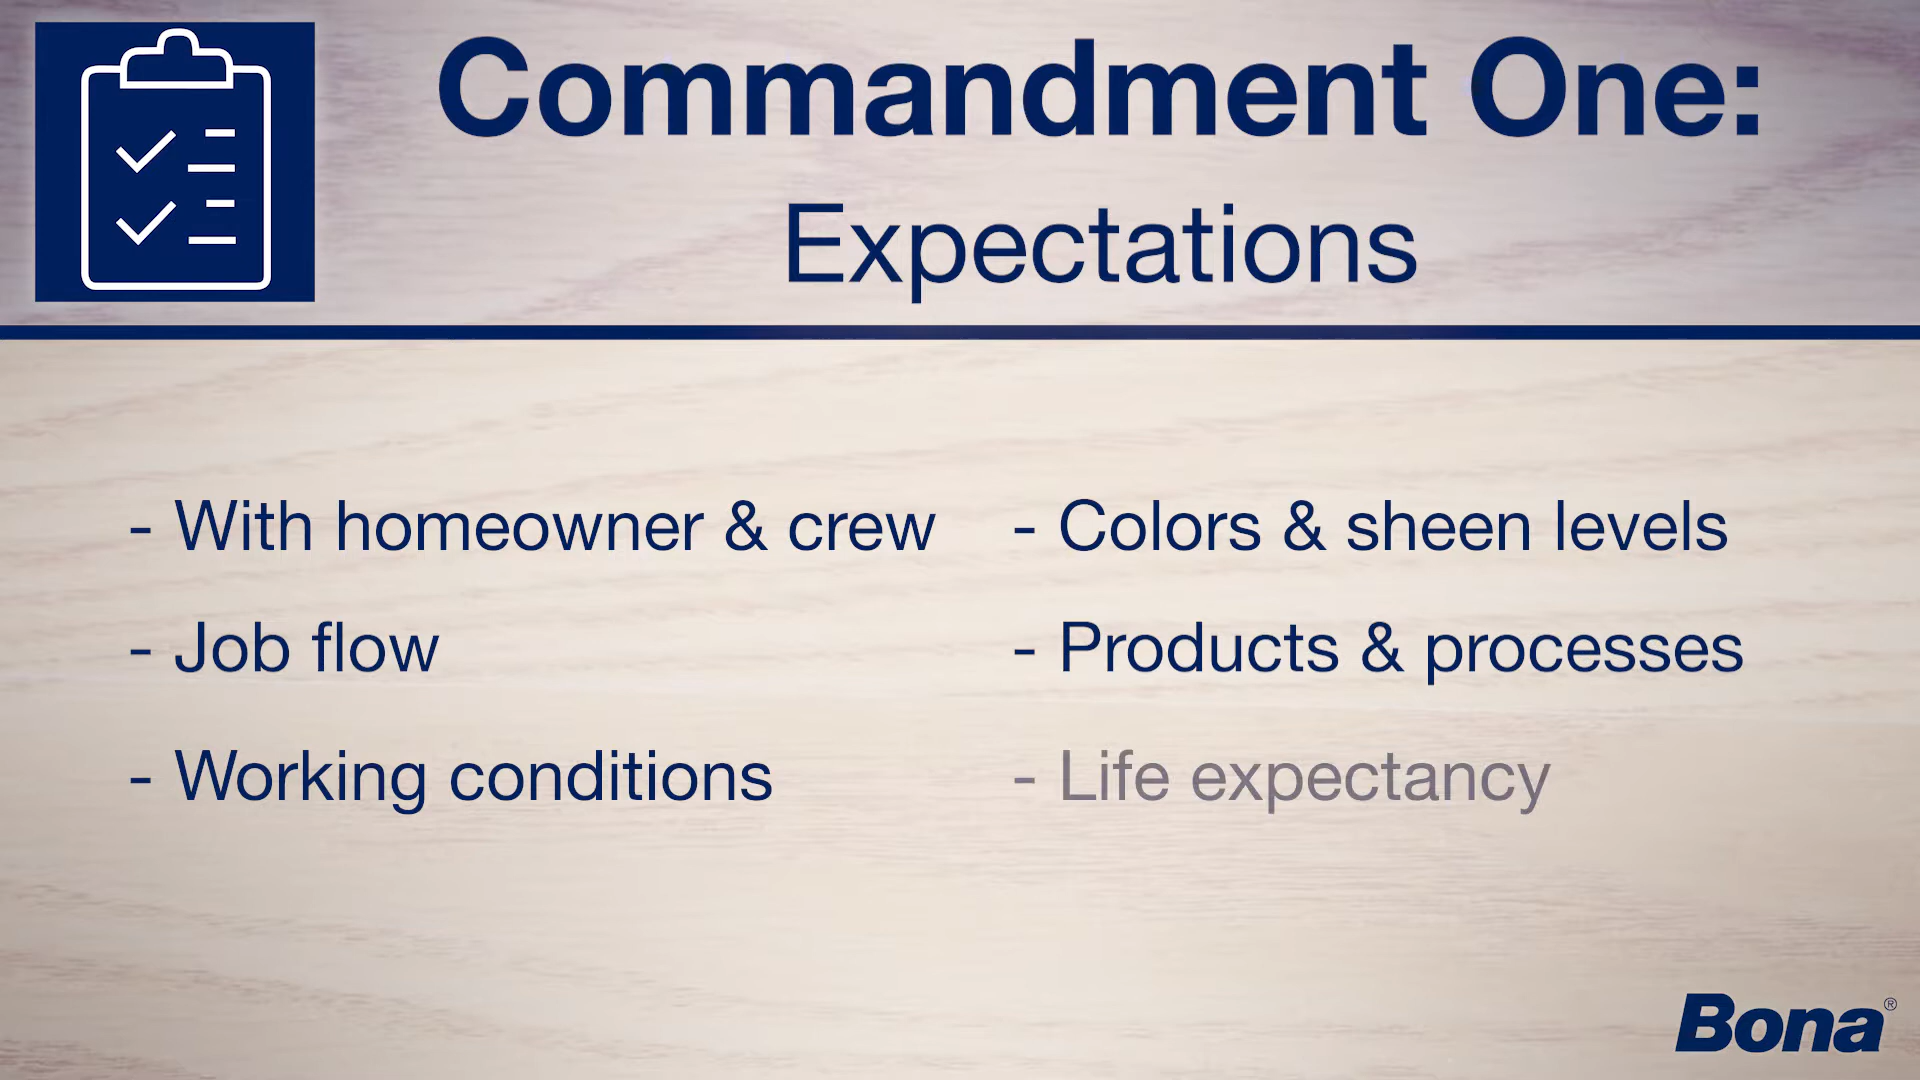 Commandment One:
Expectations
- With homeowner & crew
- Job flow
- Working conditions
- Colors & sheen levels
- Products & processes
- Life expectancy
Bona®